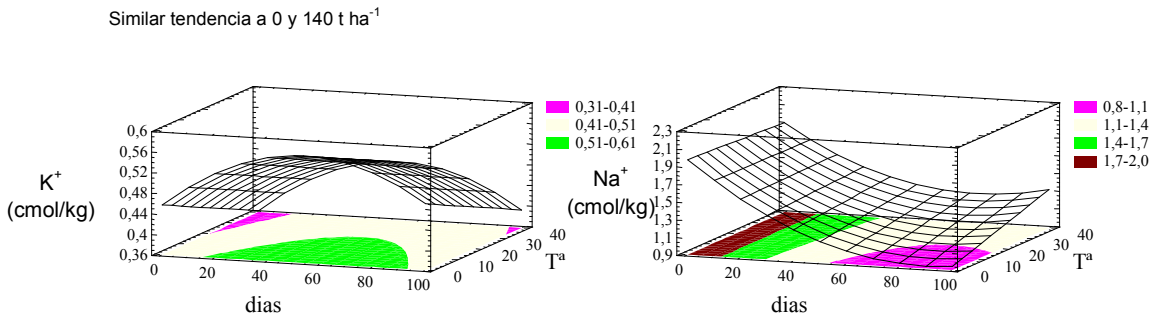 Similar tendencia a 0 y 140 t ha-1
K+
(cmol/kg)
0,6
0,56
0,52
0,48
0,44
0,4
0,36
0 20 40 60 80 100
dias
0 10 20 30 40
Tª
0,31-0,41
0,41-0,51
0,51-0,61
Na+
(cmol/kg)
2,3
2,1
1,9
1,7
1,5
1,3
1,1
0,9
0 20 40 60 80 100
dias
0 10 20 30 40
Tª
0,8-1,1
1,1-1,4
1,4-1,7
1,7-2,0